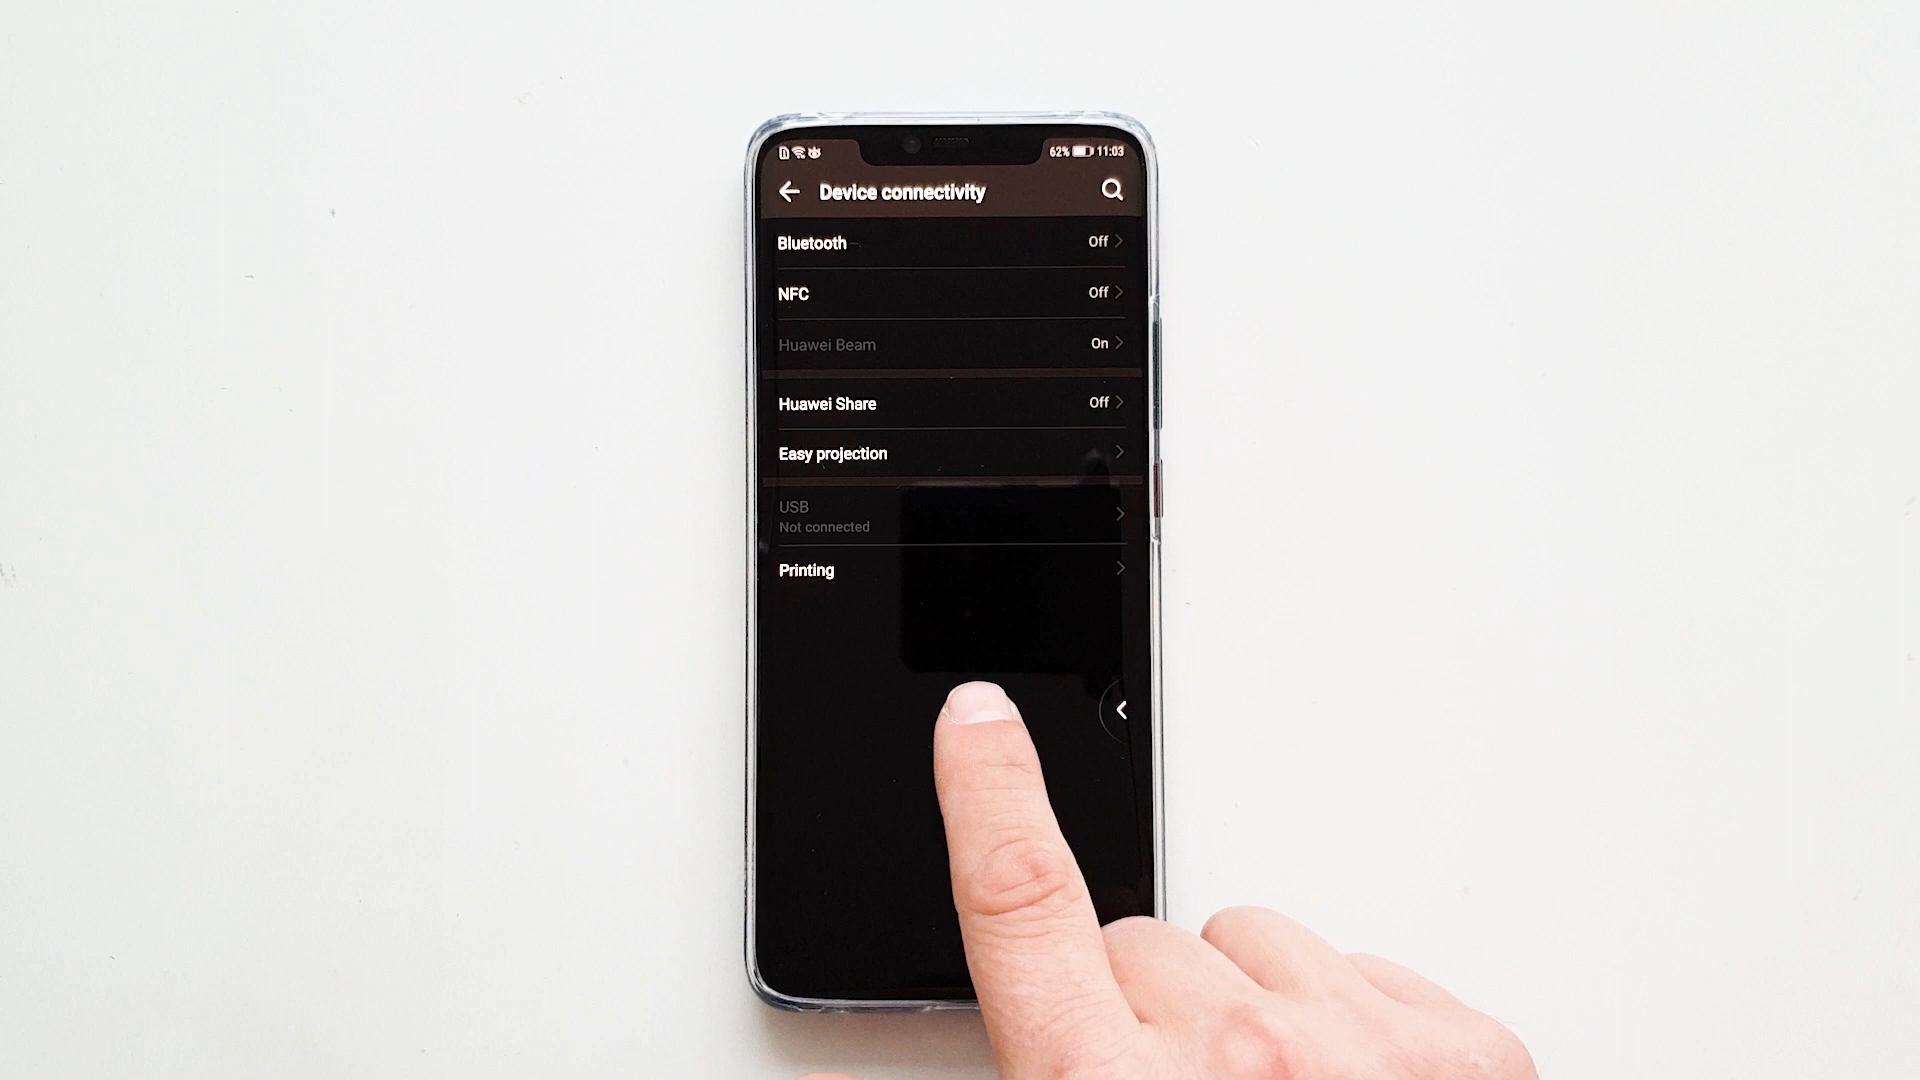 62% 11:03
Device connectivity
Bluetooth Off
NFC Off
Huawei Beam On
Huawei Share Off
Easy projection
USB
Not connected
Printing